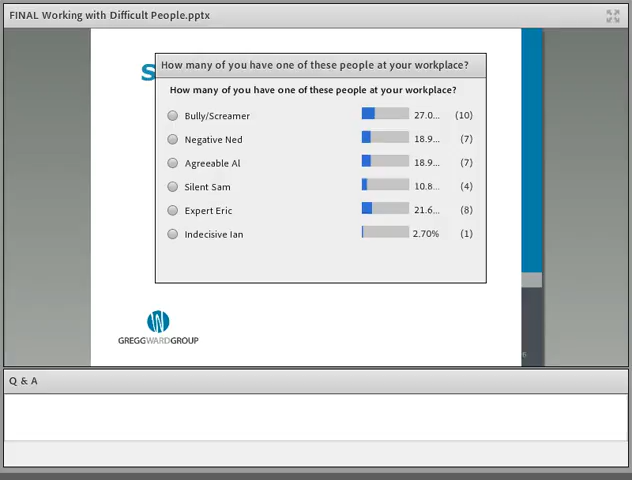 FINAL Working with Difficult People.pptx
S
How many of you have one of these people at your workplace?
How many of you have one of these people at your workplace?
Bully/Screamer 27.0... (10)
Negative Ned 18.9... (7)
Agreeable Al 18.9... (7)
Silent Sam 10.8... (4)
Expert Eric 21.6... (8)
Indecisive Ian 2.70% (1)
GREGGWARDGROUP
Q & A